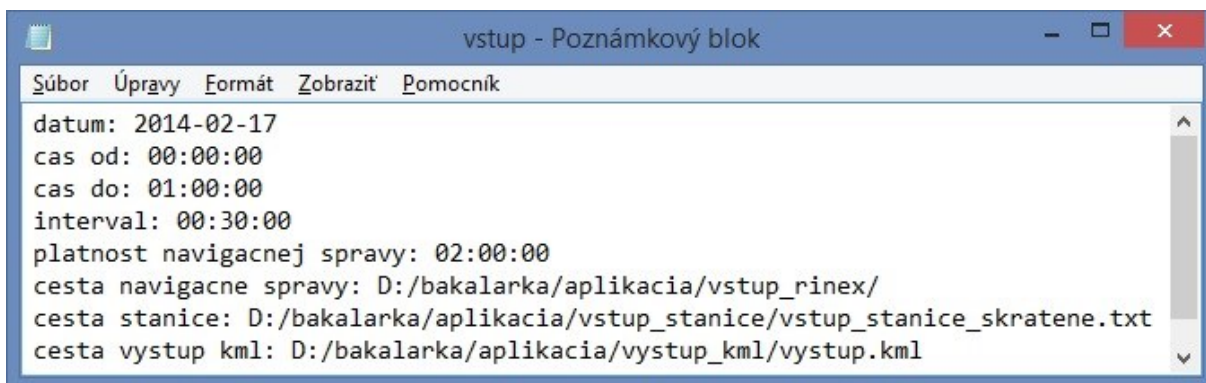 vstup - Poznámkový blok
Súbor Úpravy Formát Zobraziť Pomocník
datum: 2014-02-17
cas od: 00:00:00
cas do: 01:00:00
interval: 00:30:00
platnost navigacnej spravy: 02:00:00
cesta navigacne spravy: D:/bakalarka/aplikacia/vstup_rinex/
cesta stanice: D:/bakalarka/aplikacia/vstup_stanice/vstup_stanice_skratene.txt
cesta vystup kml: D:/bakalarka/aplikacia/vystup_kml/vystup.kml